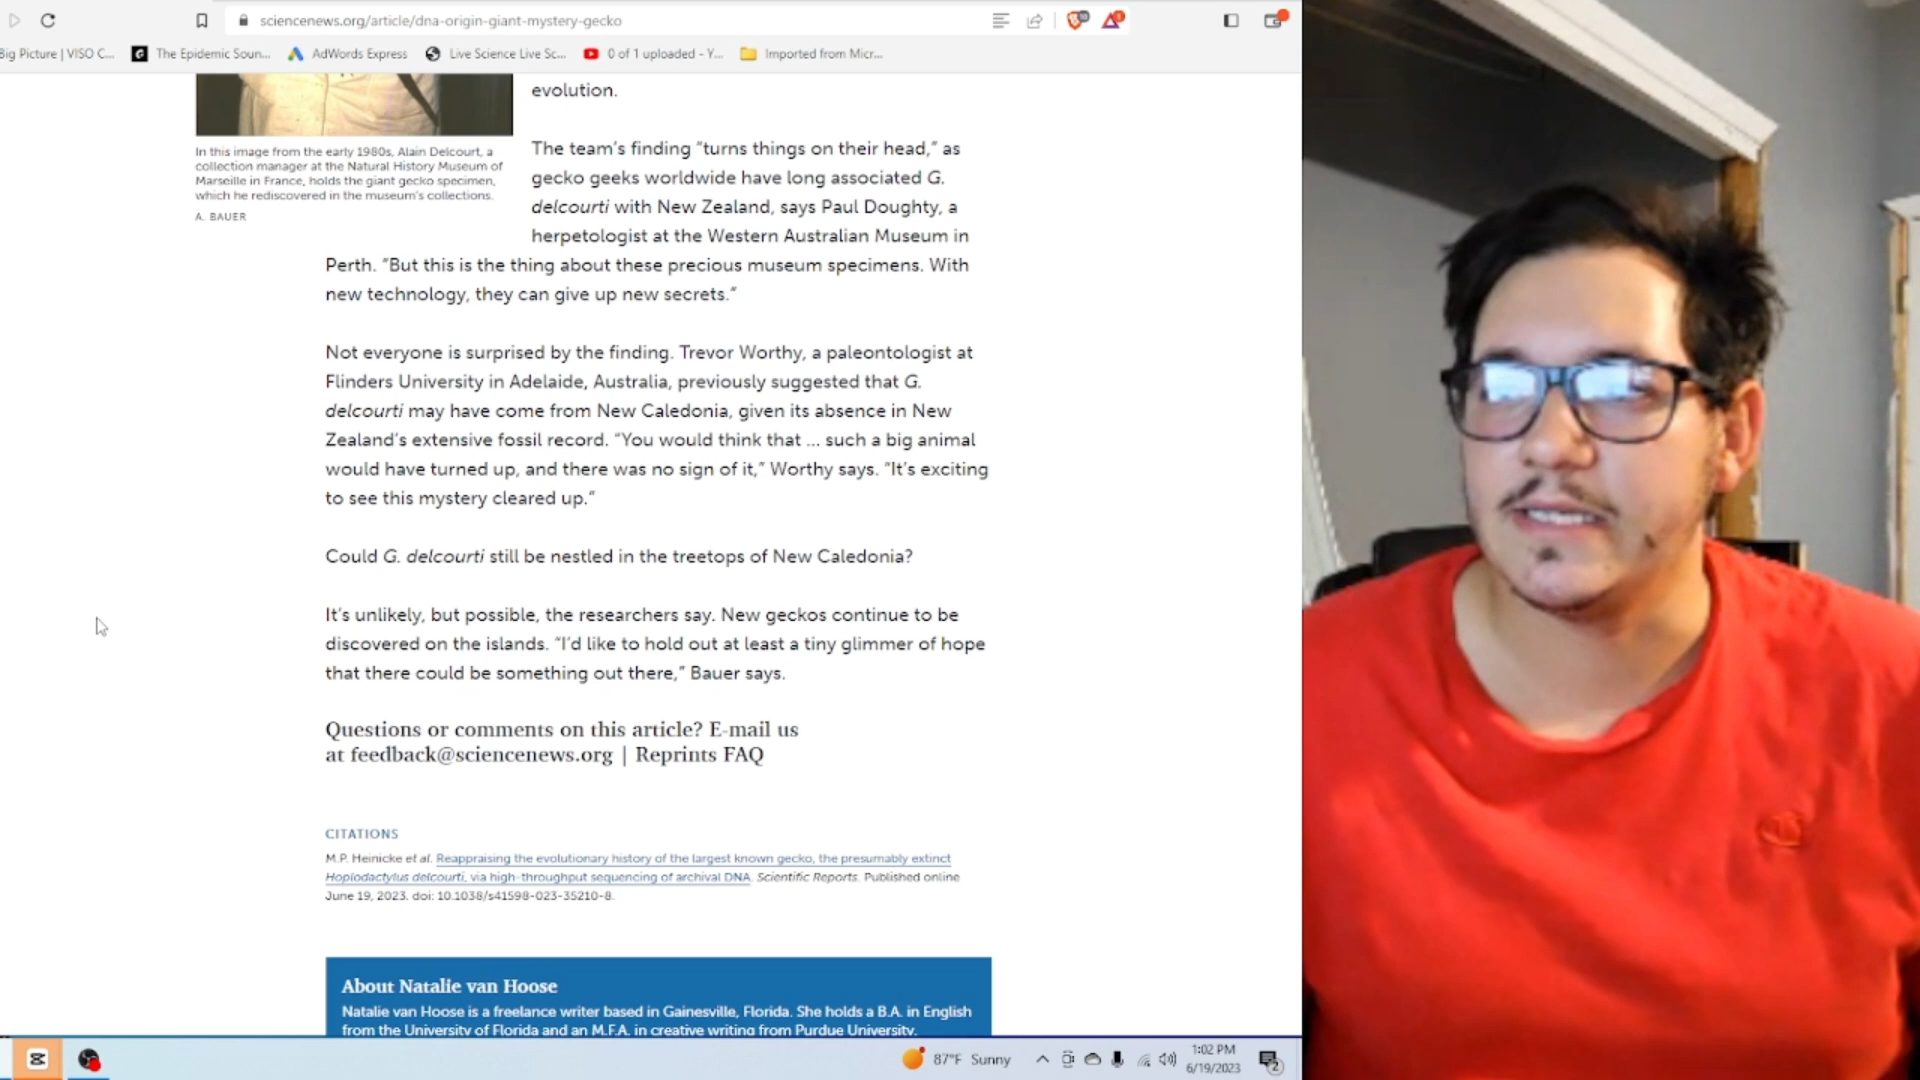 sciencenews.org/article/dna-origin-giant-mystery-gecko
Big Picture | VISO C...
The Epidemic Soun...
AdWords Express
Live Science Live Sc...
0 of 1 uploaded - Y...
Imported from Micr...
evolution.
In this image from the early 1980s, Alain Delcourt, a
collection manager at the Natural History Museum of
Marseille in France, holds the giant gecko specimen,
which he rediscovered in the museum's collections.
A. BAUER
The team's finding “turns things on their head,” as
gecko geeks worldwide have long associated G.
delcourti with New Zealand, says Paul Doughty, a
herpetologist at the Western Australian Museum in
Perth. “But this is the thing about these precious museum specimens. With
new technology, they can give up new secrets.”
Not everyone is surprised by the finding. Trevor Worthy, a paleontologist at
Flinders University in Adelaide, Australia, previously suggested that G.
delcourti may have come from New Caledonia, given its absence in New
Zealand's extensive fossil record. “You would think that ... such a big animal
would have turned up, and there was no sign of it,” Worthy says. “It's exciting
to see this mystery cleared up.”
Could G. delcourti still be nestled in the treetops of New Caledonia?
It's unlikely, but possible, the researchers say. New geckos continue to be
discovered on the islands. “I'd like to hold out at least a tiny glimmer of hope
that there could be something out there,” Bauer says.
Questions or comments on this article? E-mail us
at feedback@sciencenews.org | Reprints FAQ
CITATIONS
M.P. Heinicke et al. Reappraising the evolutionary history of the largest known gecko, the presumably extinct
Hoplodactylus delcourti, via high-throughput sequencing of archival DNA. Scientific Reports. Published online
June 19, 2023. doi: 10.1038/s41598-023-35210-8.
About Natalie van Hoose
Natalie van Hoose is a freelance writer based in Gainesville, Florida. She holds a B.A. in English
from the University of Florida and an M.F.A. in creative writing from Purdue University.
87°F Sunny
1:02 PM
6/19/2023
2